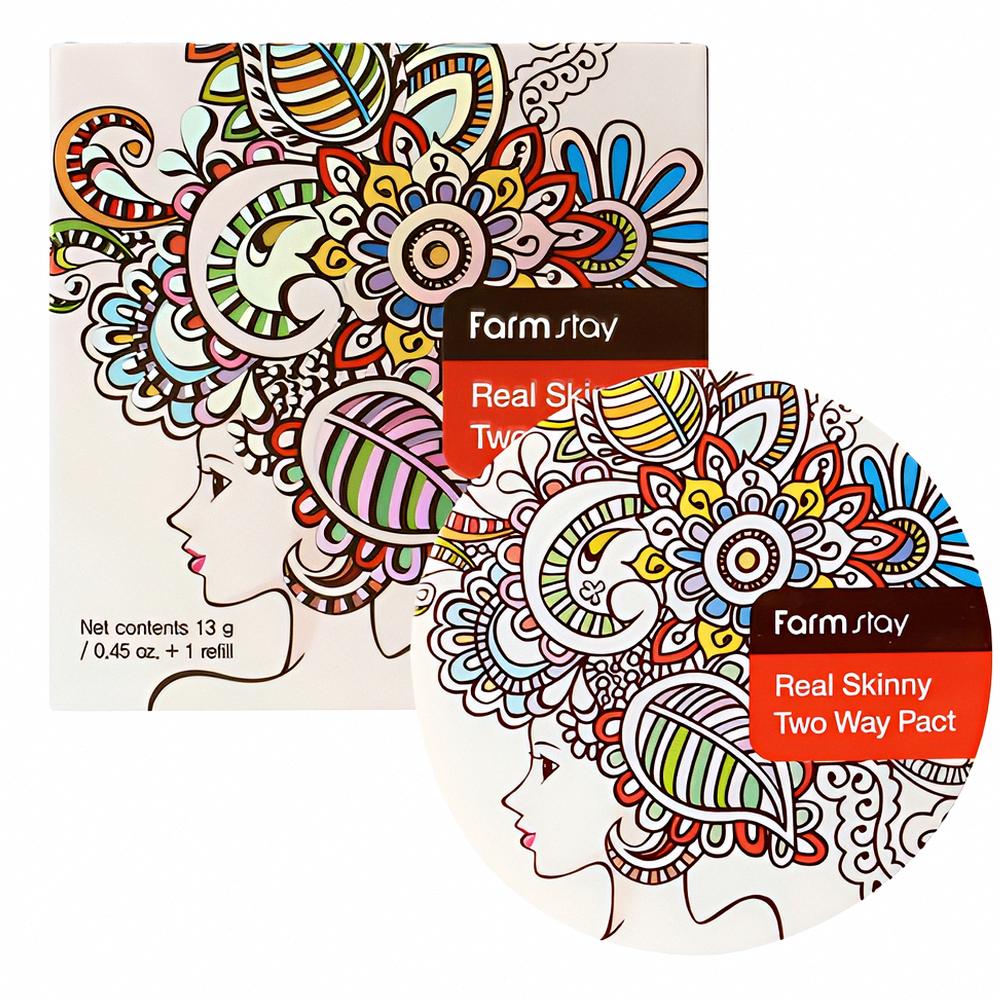 Farm stay
Real Ski
Two
Net contents 13 g
/ 0.45 oz. + 1 refill
Farm stay
Real Skinny
Two Way Pact